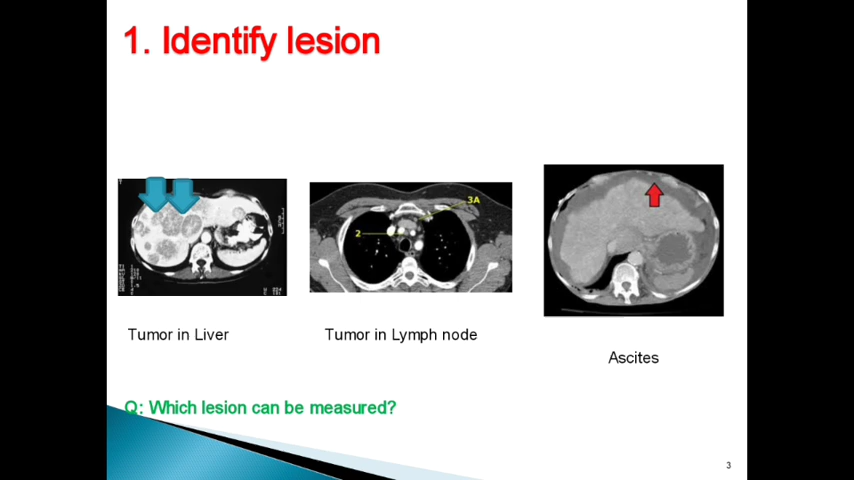 1. Identify lesion
3A
2
Tumor in Liver
Tumor in Lymph node
Ascites
Q: Which lesion can be measured?
3